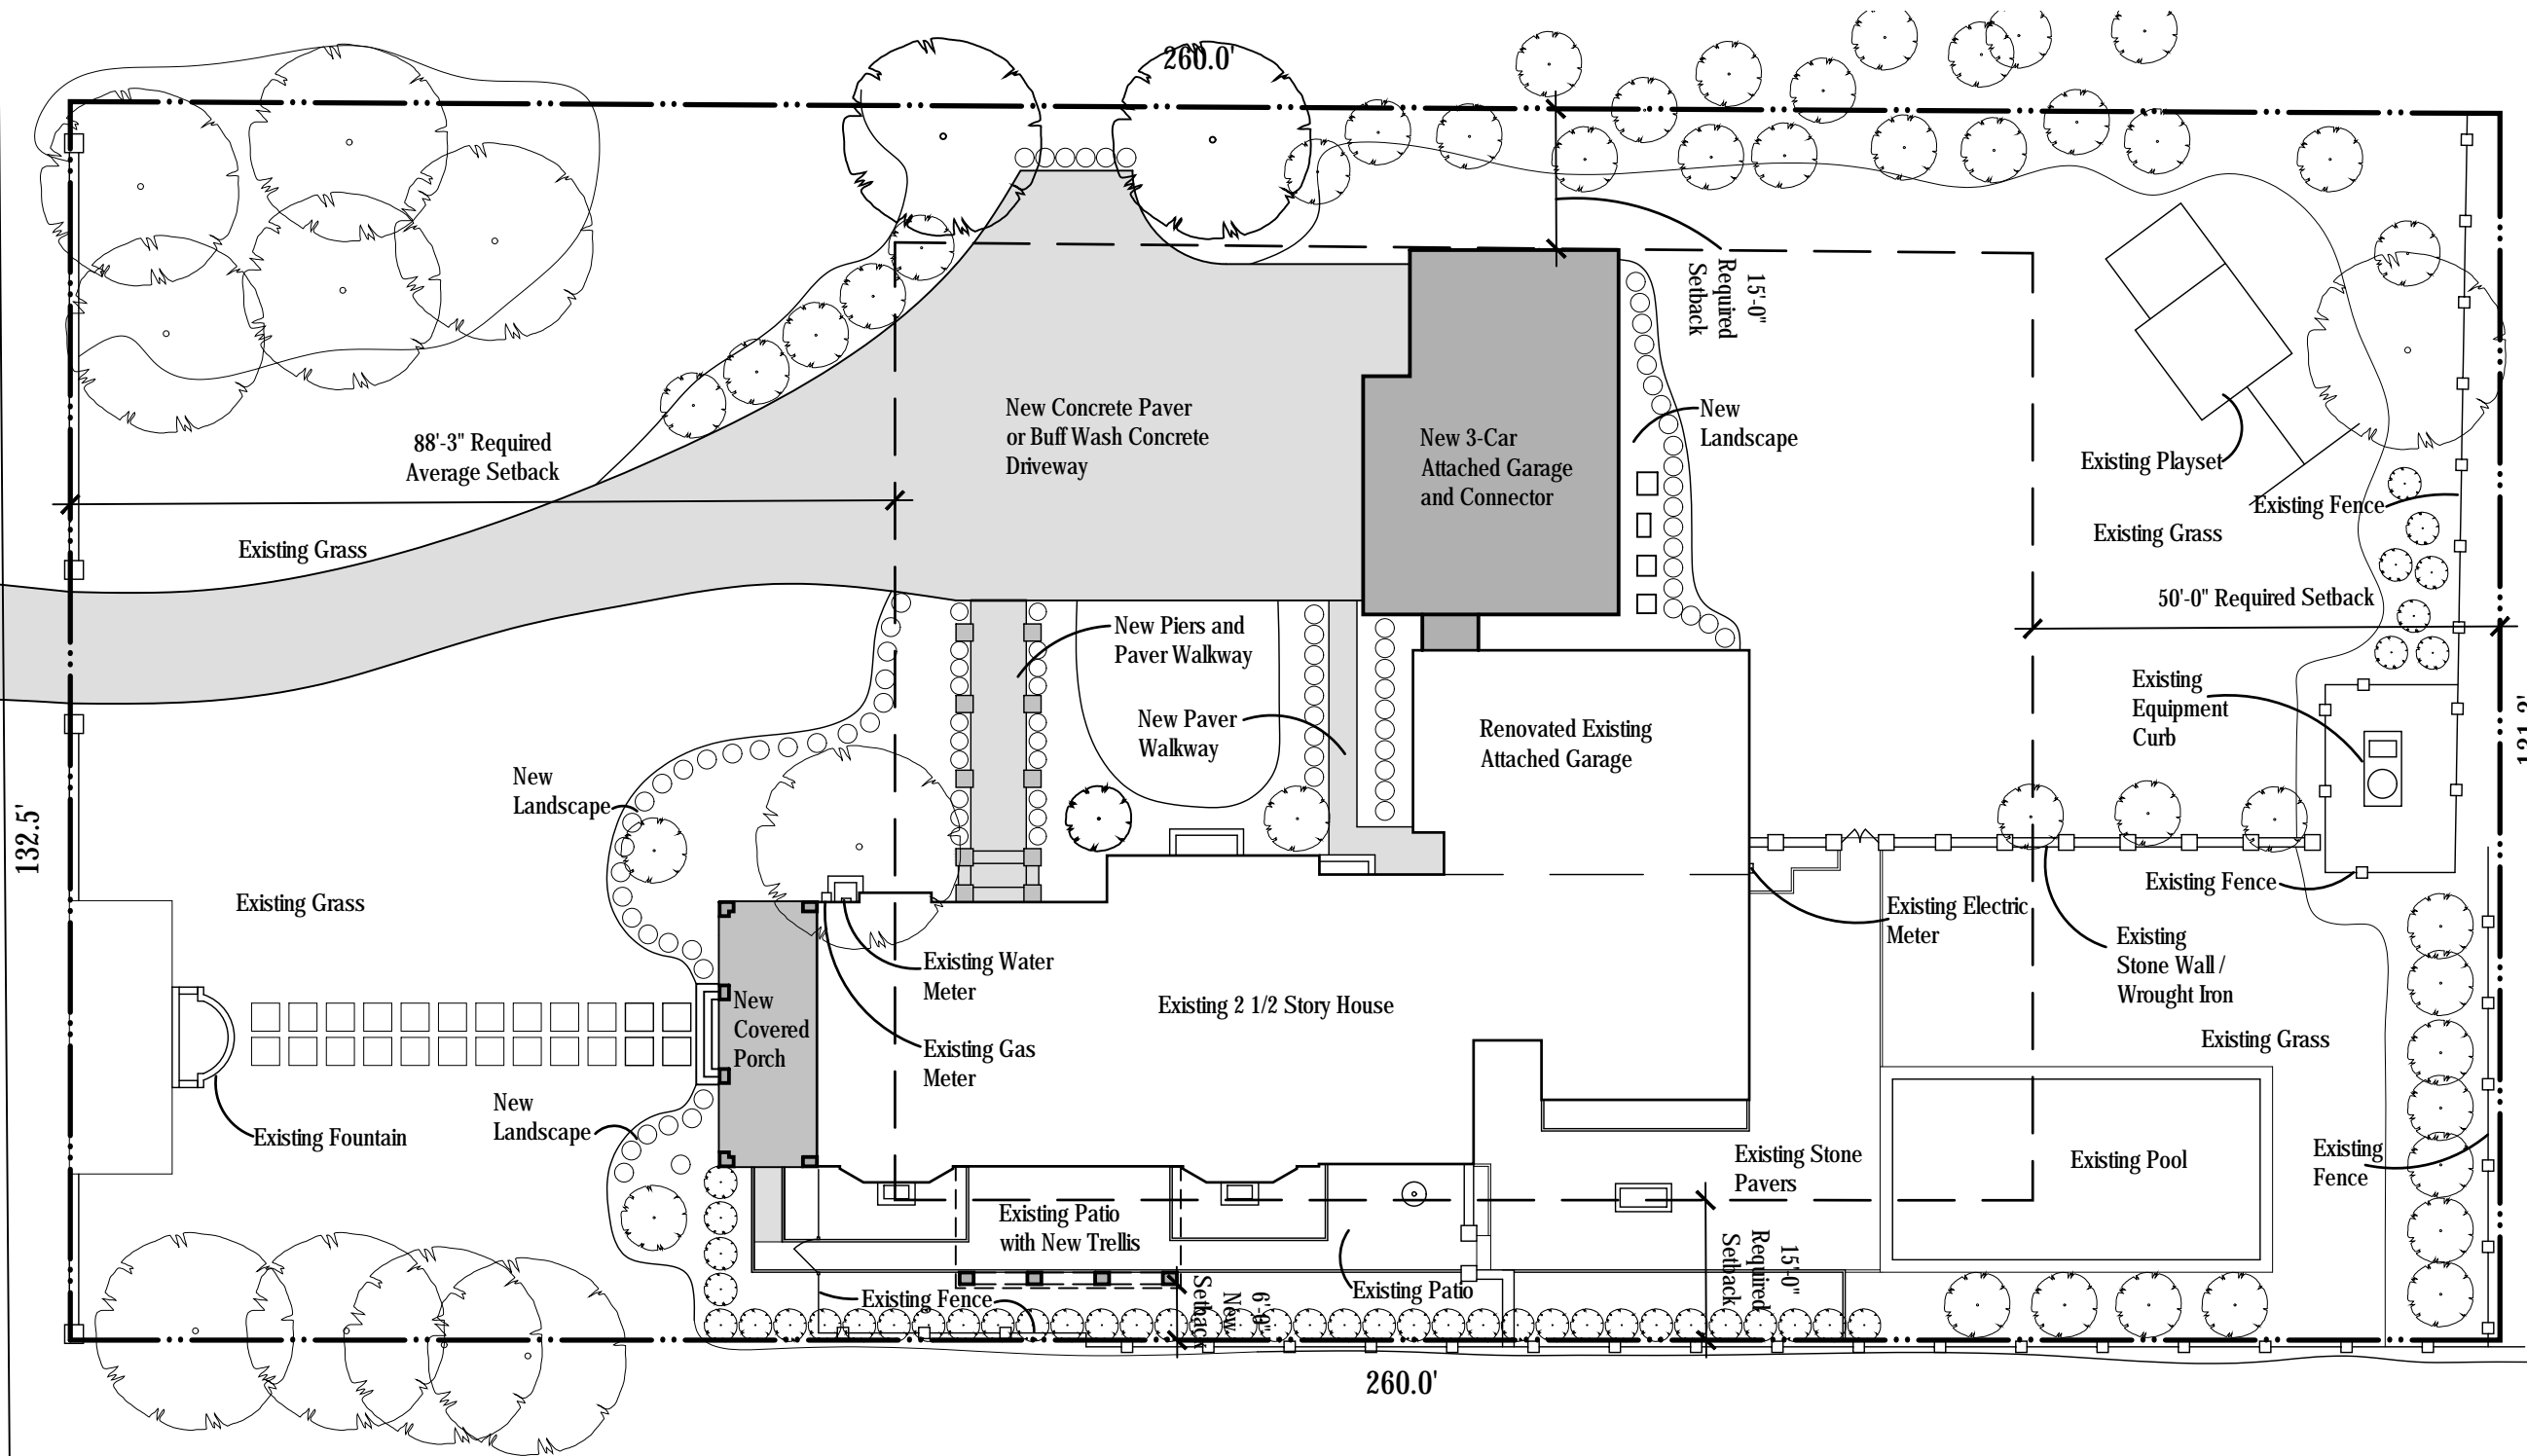 260.0'
15'-0"
Required
Setback
New Concrete Paver
or Buff Wash Concrete
Driveway
New
Landscape
88'-3" Required
Average Setback
New 3-Car
Attached Garage
and Connector
Existing Playset
Existing Fence
Existing Grass
Existing Grass
50'-0" Required Setback
New Piers and
Paver Walkway
Existing
Equipment
Curb
New Paver
Walkway
Renovated Existing
Attached Garage
New
Landscape
132.5'
Existing Fence
Existing Grass
Existing Electric
Meter
Existing
Stone Wall /
Wrought Iron
Existing Water
Meter
New
Covered
Porch
Existing 2 1/2 Story House
Existing Grass
Existing Gas
Meter
New
Landscape
Existing Fountain
Existing Stone
Pavers
Existing Pool
Existing
Fence
Existing Patio
with New Trellis
15'-0"
Required
Setback
6'-0"
New
Setback
Existing Fence
Existing Patio
260.0'